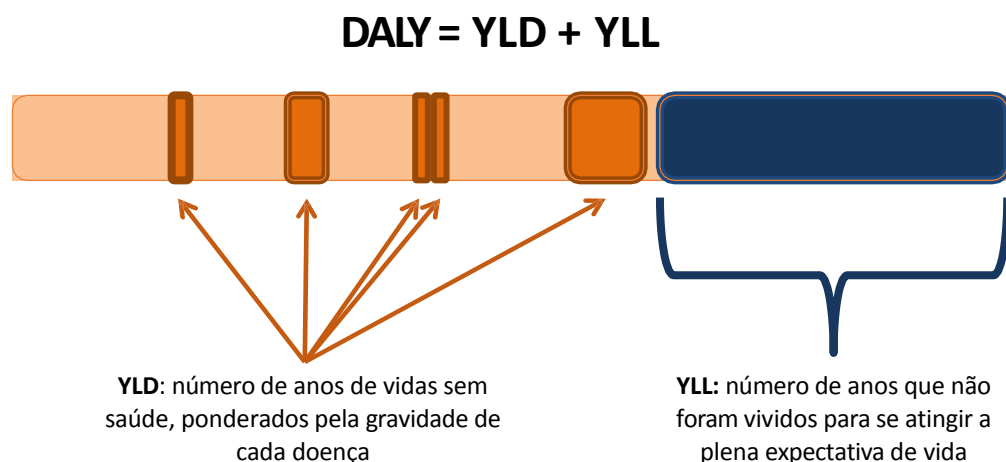 DALY = YLD + YLL
YLD: número de anos de vidas sem
saúde, ponderados pela gravidade de
cada doença
YLL: número de anos que não
foram vividos para se atingir a
plena expectativa de vida